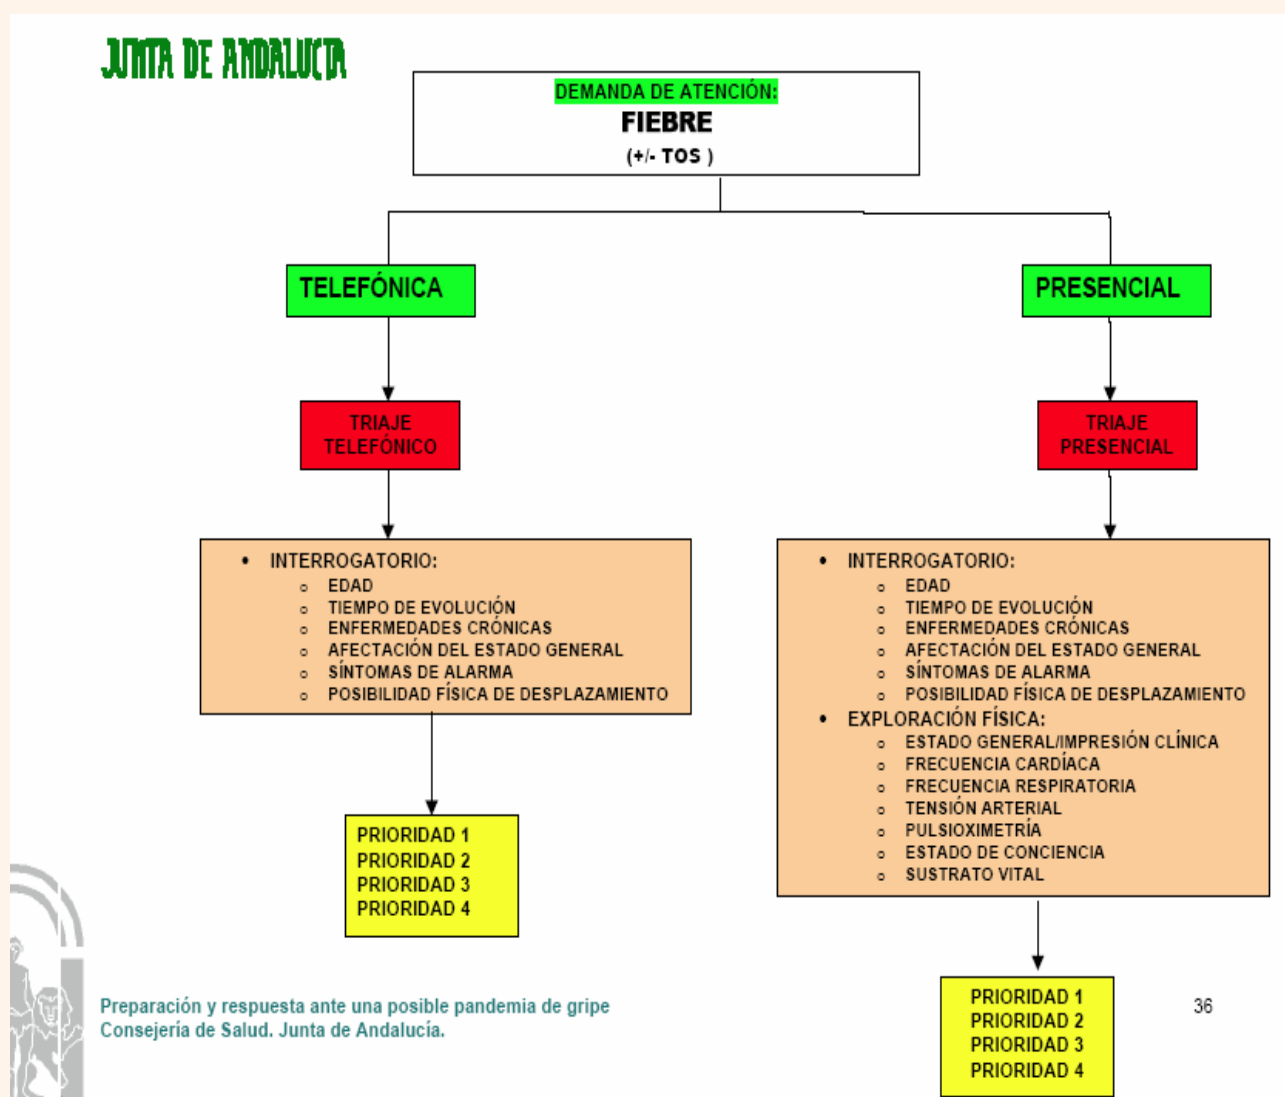 JUNTA DE ANDALUCIA
DEMANDA DE ATENCIÓN:
FIEBRE
(+/- TOS )
TELEFÓNICA
PRESENCIAL
TRIAJE
TELEFÓNICO
TRIAJE
PRESENCIAL
• INTERROGATORIO:
o EDAD
o TIEMPO DE EVOLUCIÓN
o ENFERMEDADES CRÓNICAS
o AFECTACIÓN DEL ESTADO GENERAL
o SÍNTOMAS DE ALARMA
o POSIBILIDAD FÍSICA DE DESPLAZAMIENTO
• INTERROGATORIO:
o EDAD
o TIEMPO DE EVOLUCIÓN
o ENFERMEDADES CRÓNICAS
o AFECTACIÓN DEL ESTADO GENERAL
o SÍNTOMAS DE ALARMA
o POSIBILIDAD FÍSICA DE DESPLAZAMIENTO
• EXPLORACIÓN FÍSICA:
o ESTADO GENERAL/IMPRESIÓN CLÍNICA
o FRECUENCIA CARDÍACA
o FRECUENCIA RESPIRATORIA
o TENSIÓN ARTERIAL
o PULSIOXIMETRÍA
o ESTADO DE CONCIENCIA
o SUSTRATO VITAL
PRIORIDAD 1
PRIORIDAD 2
PRIORIDAD 3
PRIORIDAD 4
PRIORIDAD 1
PRIORIDAD 2
PRIORIDAD 3
PRIORIDAD 4
Preparación y respuesta ante una posible pandemia de gripe
Consejería de Salud. Junta de Andalucía.
36